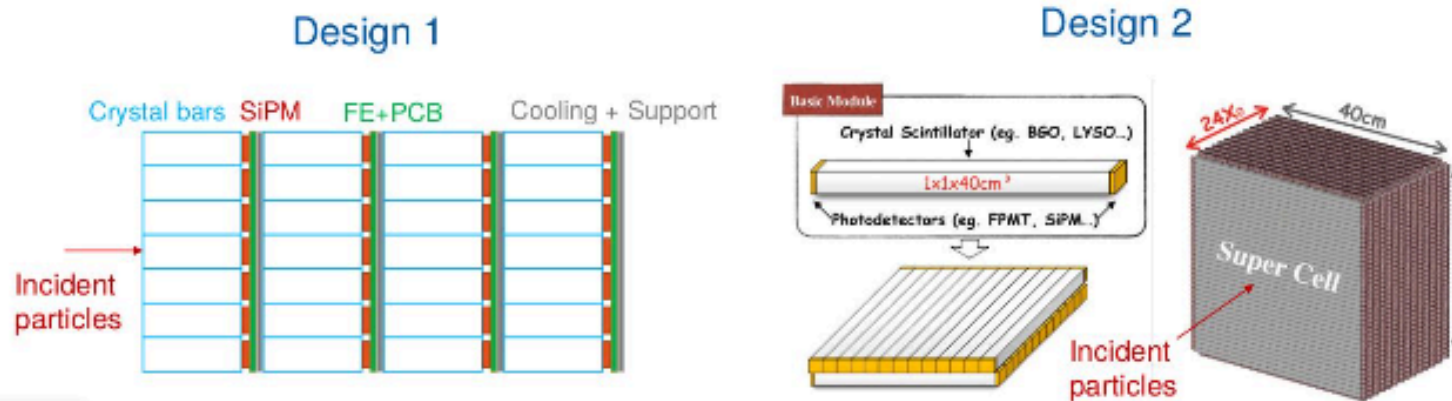 Design 1
Crystal bars SiPM FE+PCB Cooling + Support
Incident
particles
Design 2
Basic Module
Crystal Scintillator (eg. BGO, LYSO…)
1x1x40cm³
Photodetectors (eg. FPMT, SiPM…)
24X₀
40cm
Super Cell
Incident
particles